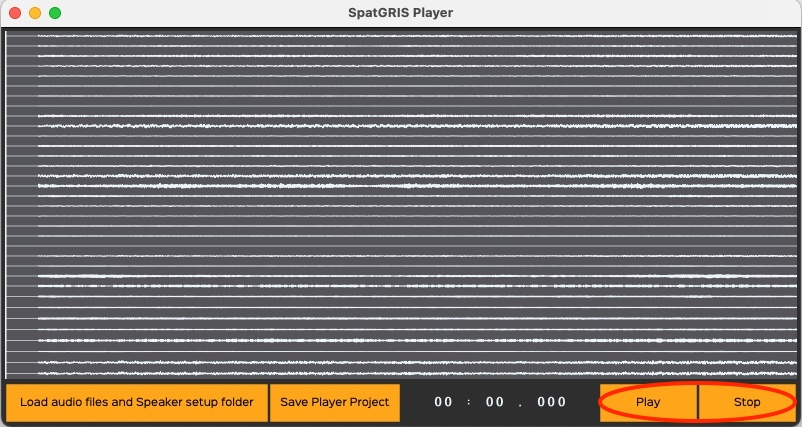 SpatGRIS Player
Load audio files and Speaker setup folder Save Player Project 00 : 00 . 000 Play Stop